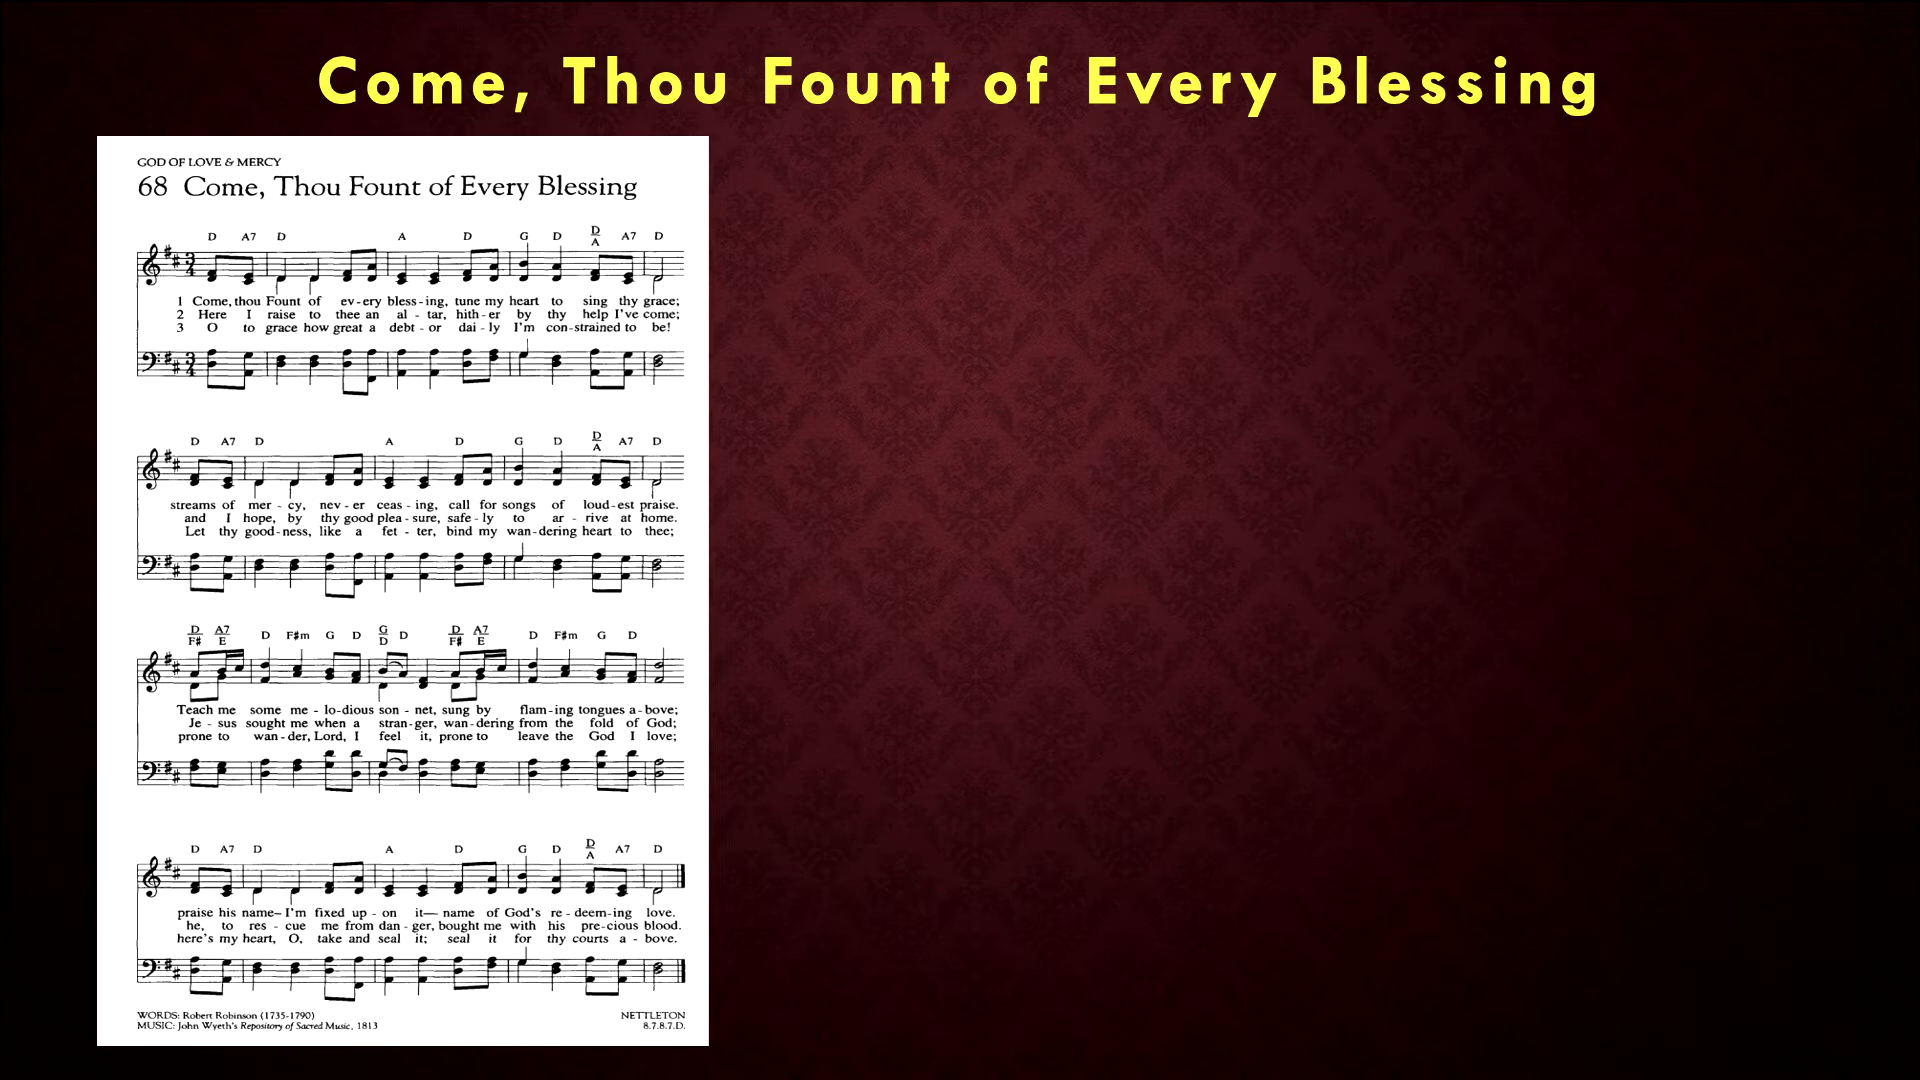 Come, Thou Fount of Every Blessing
GOD OF LOVE & MERCY
68 Come, Thou Fount of Every Blessing
D A7 D A D G D D/A A7 D
3/4
1 Come, thou Fount of ev-ery bless-ing, tune my heart to sing thy grace;
2 Here I raise to thee an al-tar, hith-er by thy help I've come;
3 O to grace how great a debt-or dai-ly I'm con-strained to be!
3/4
D A7 D A D G D D/A A7 D
streams of mer-cy, nev-er ceas-ing, call for songs of loud-est praise.
and I hope, by thy good plea-sure, safe-ly to ar-rive at home.
Let thy good-ness, like a fet-ter, bind my wan-dering heart to thee;
D/F# A7/E D F#m G D G/D D D/F# A7/E D F#m G D
Teach me some me-lo-dious son-net, sung by flam-ing tongues a-bove;
Je-sus sought me when a stran-ger, wan-dering from the fold of God;
prone to wan-der, Lord, I feel it, prone to leave the God I love;
D A7 D A D G D D/A A7 D
praise his name—I'm fixed up-on it—name of God's re-deem-ing love.
he, to res-cue me from dan-ger, bought me with his pre-cious blood.
here's my heart, O, take and seal it; seal it for thy courts a-bove.
WORDS: Robert Robinson (1735-1790)
MUSIC: John Wyeth's Repository of Sacred Music, 1813
NETTLETON
8.7.8.7.D.